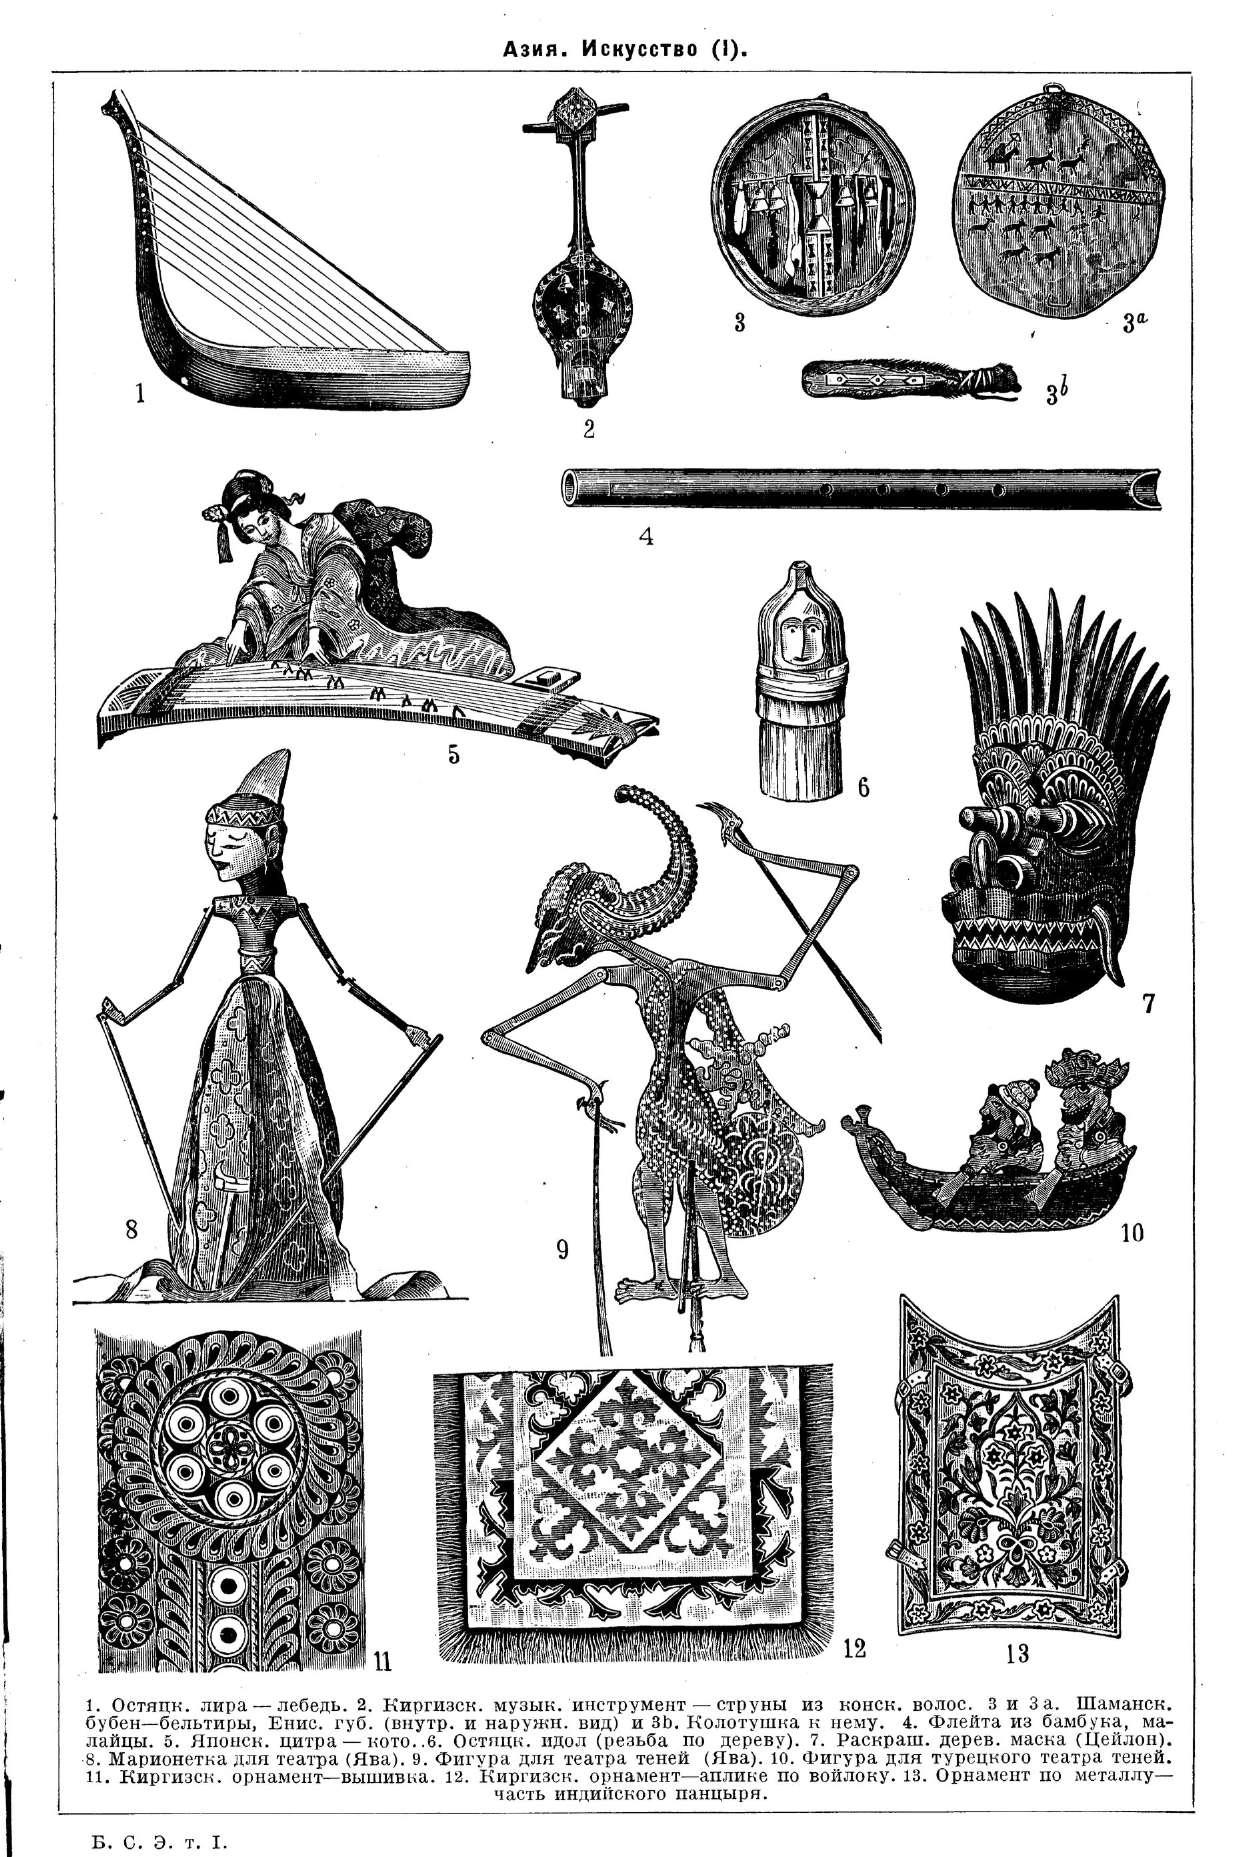 Азия. Искусство (I).
1
2
3
3a
3b
4
5
6
7
8
9
10
11
12
13
1. Остяцк. лира — лебедь. 2. Киргизск. музык. инструмент — струны из конск. волос. 3 и 3a. Шаманск.
бубен—бельтиры, Енис. губ. (внутр. и наружн. вид) и 3b. Колотушка к нему. 4. Флейта из бамбука, ма-
лайцы. 5. Японск. цитра — кото. 6. Остяцк. идол (резьба по дереву). 7. Раскраш. дерев. маска (Цейлон).
8. Марионетка для театра (Ява). 9. Фигура для театра теней (Ява). 10. Фигура для турецкого театра теней.
11. Киргизск. орнамент—вышивка. 12. Киргизск. орнамент—аплике по войлоку. 13. Орнамент по металлу—
часть индийского панцыря.
Б. С. Э. т. I.